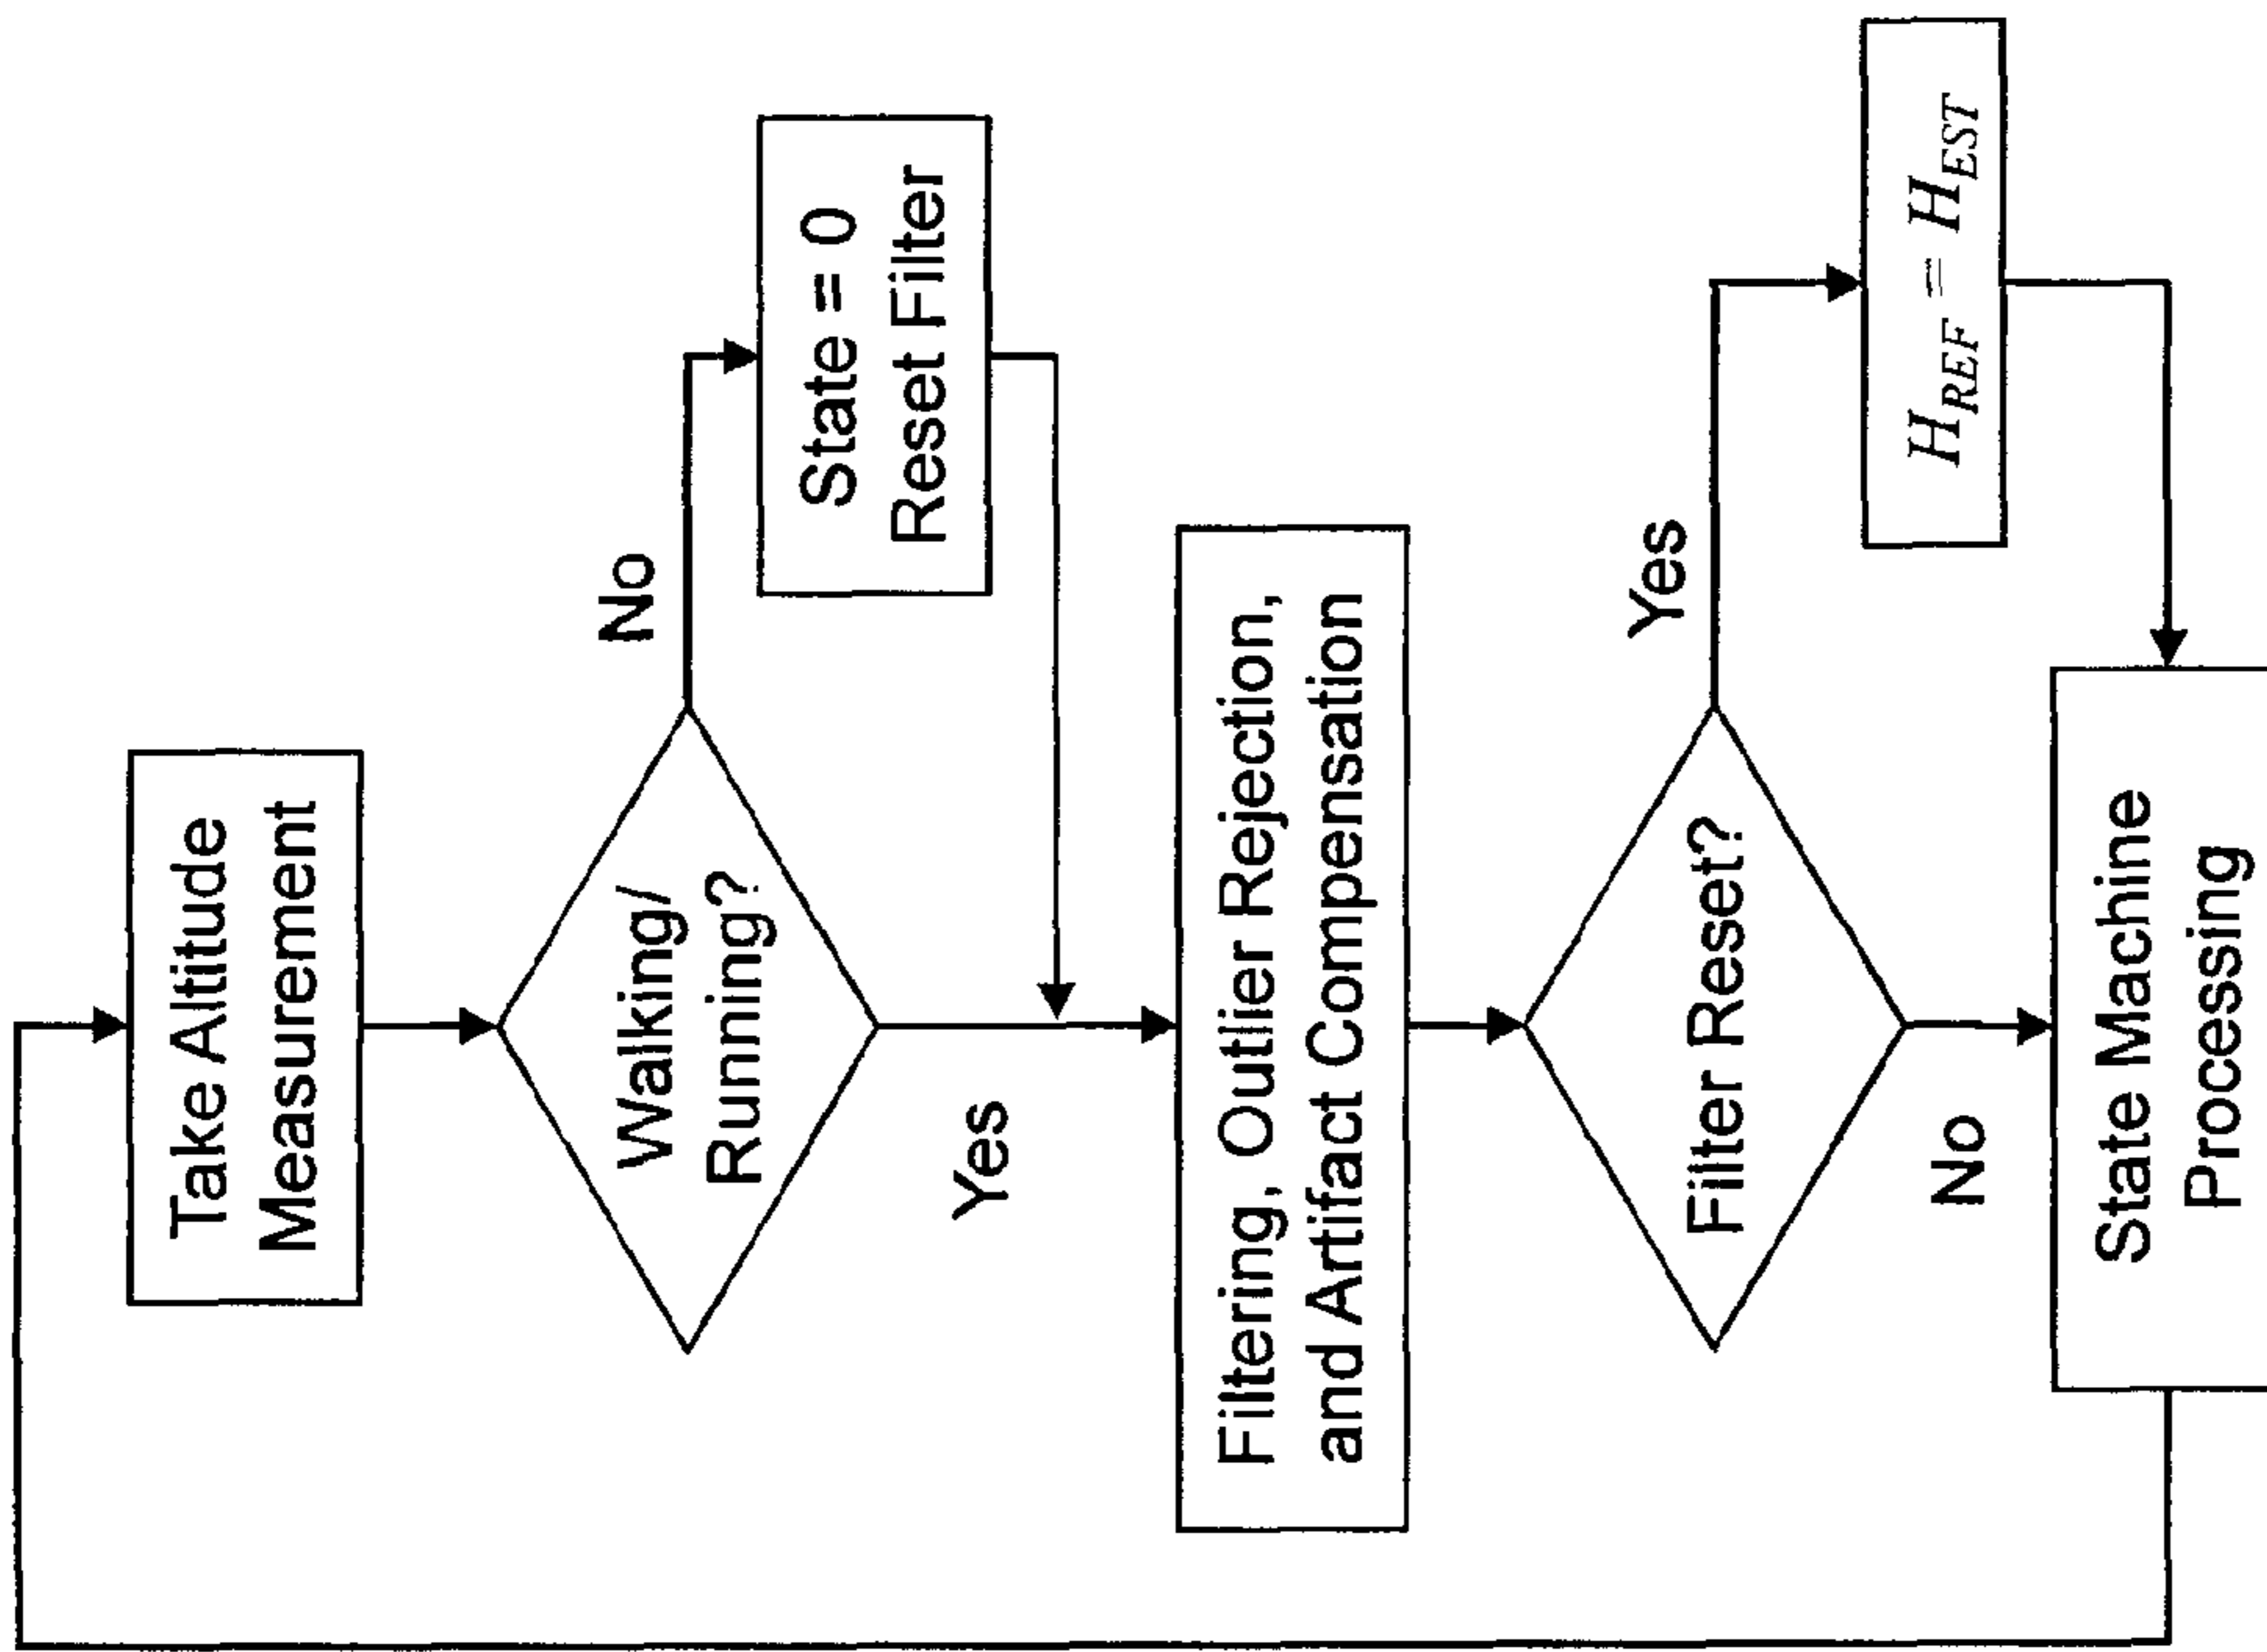 Take Altitude
Measurement
Walking/
Running?
No
State = 0
Reset Filter
Yes
Filtering, Outlier Rejection,
and Artifact Compensation
Filter Reset?
Yes
H_REF = H_EST
No
State Machine
Processing